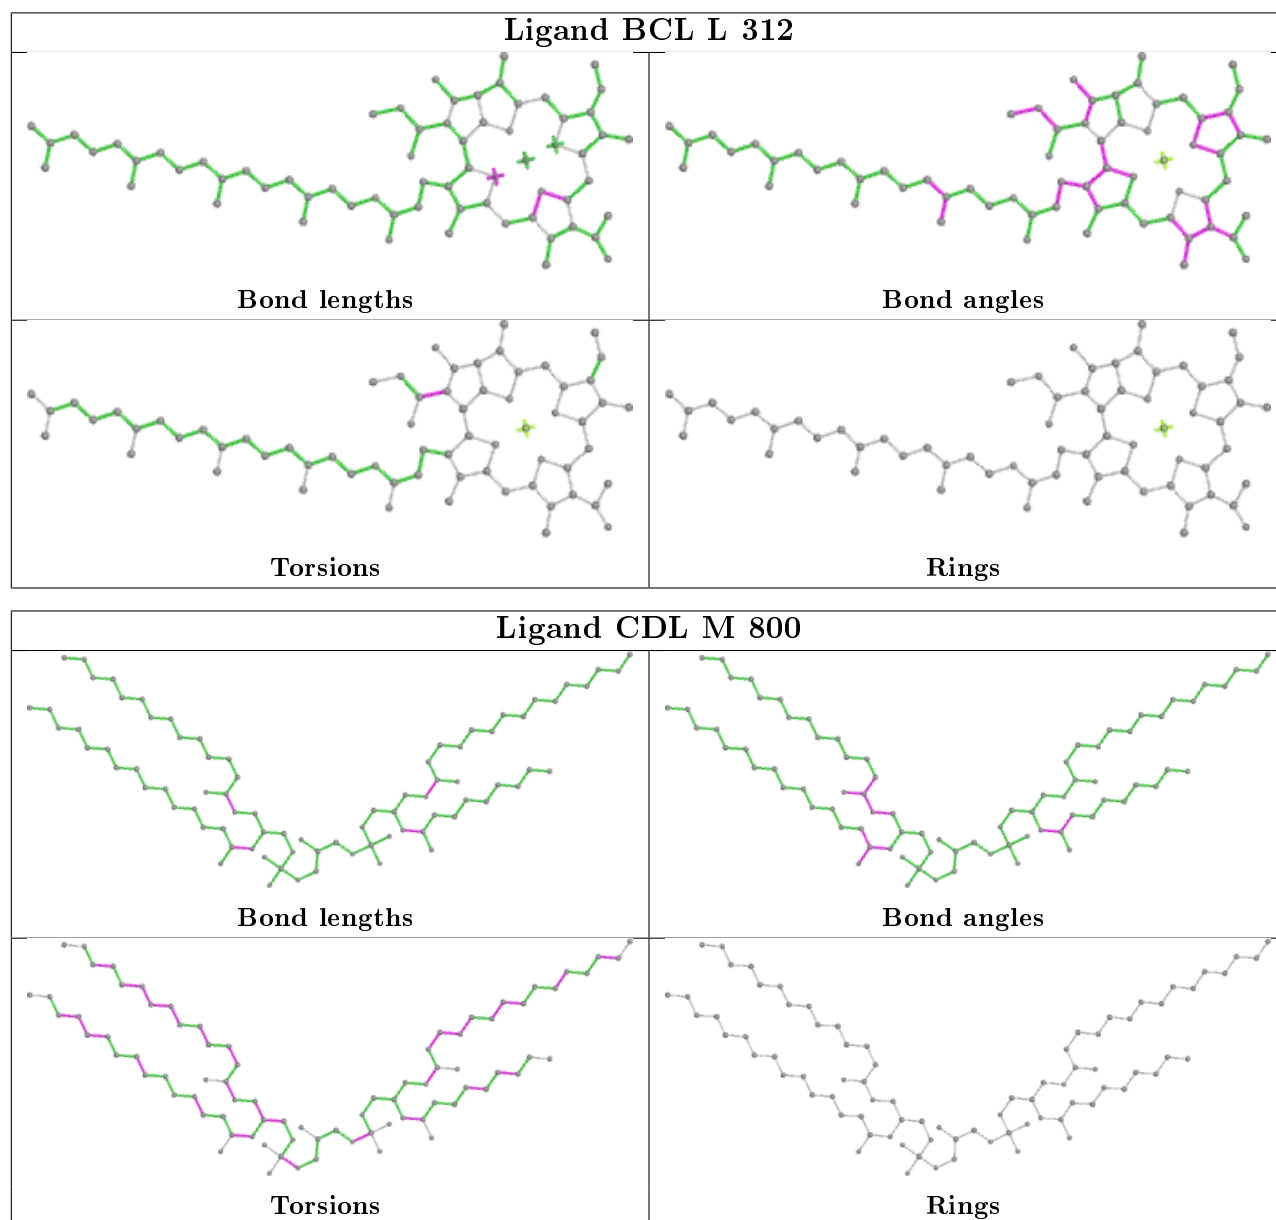 Ligand BCL L 312
Bond lengths
Bond angles
Torsions
Rings
Ligand CDL M 800
Bond lengths
Bond angles
Torsions
Rings